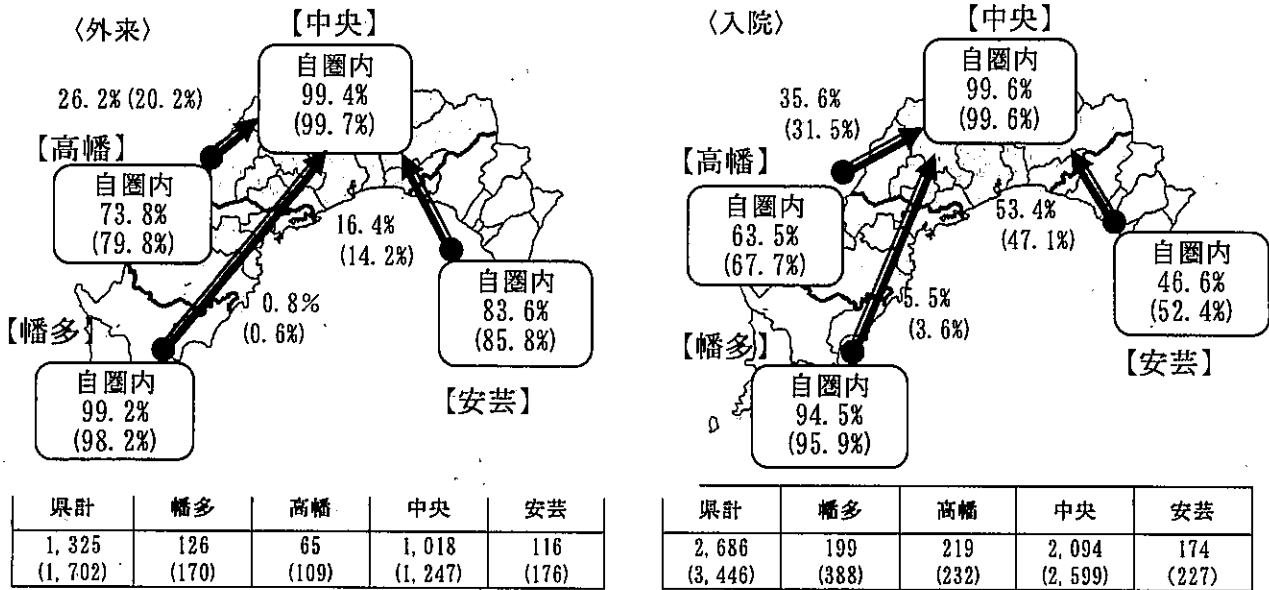 〈外来〉
【中央】
自圏内
99.4%
(99.7%)
26.2%(20.2%)
【高幡】
自圏内
73.8%
(79.8%)
16.4%
(14.2%)
0.8%
(0.6%)
自圏内
83.6%
(85.8%)
【幡多】
自圏内
99.2%
(98.2%)
【安芸】
県計 幡多 高幡 中央 安芸
1,325 126 65 1,018 116
(1,702) (170) (109) (1,247) (176)
〈入院〉
【中央】
自圏内
99.6%
(99.6%)
35.6%
(31.5%)
【高幡】
自圏内
63.5%
(67.7%)
53.4%
(47.1%)
自圏内
46.6%
(52.4%)
5.5%
(3.6%)
【幡多】
自圏内
94.5%
(95.9%)
【安芸】
県計 幡多 高幡 中央 安芸
2,686 199 219 2,094 174
(3,446) (388) (232) (2,599) (227)